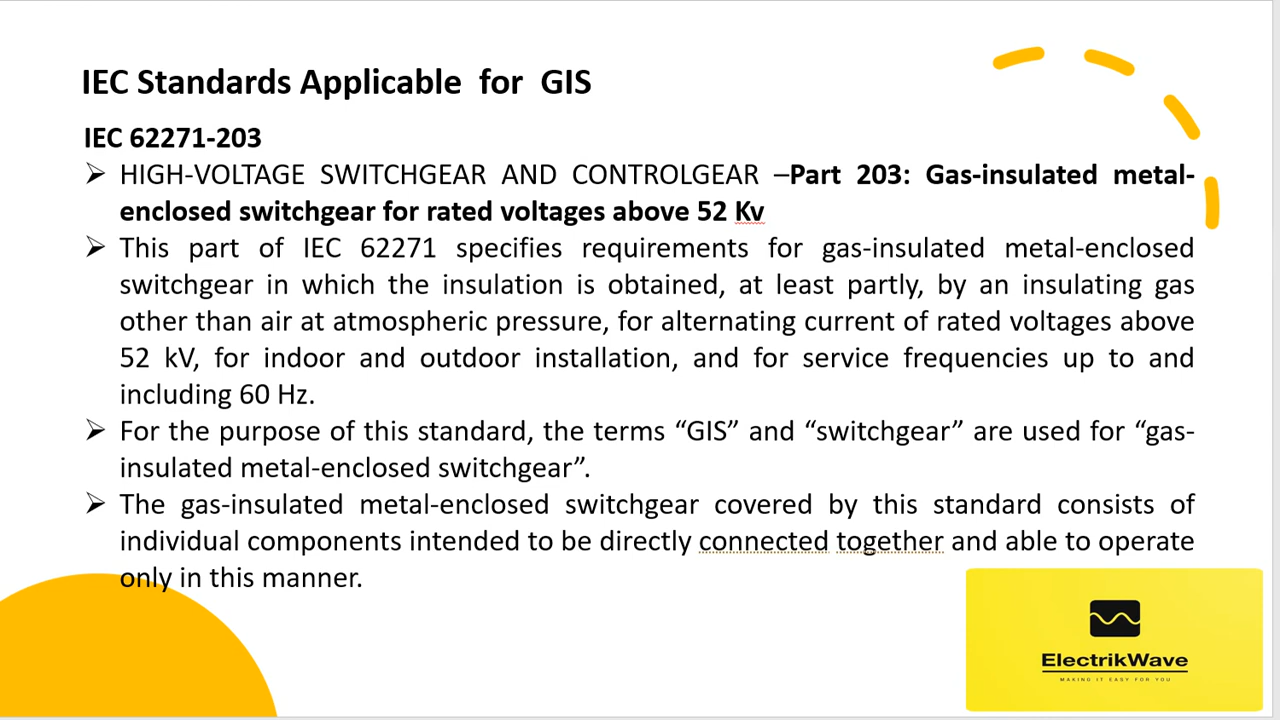 IEC Standards Applicable for GIS
IEC 62271-203
➢ HIGH-VOLTAGE SWITCHGEAR AND CONTROLGEAR –Part 203: Gas-insulated metal-
enclosed switchgear for rated voltages above 52 Kv
➢ This part of IEC 62271 specifies requirements for gas-insulated metal-enclosed
switchgear in which the insulation is obtained, at least partly, by an insulating gas
other than air at atmospheric pressure, for alternating current of rated voltages above
52 kV, for indoor and outdoor installation, and for service frequencies up to and
including 60 Hz.
➢ For the purpose of this standard, the terms “GIS” and “switchgear” are used for “gas-
insulated metal-enclosed switchgear”.
➢ The gas-insulated metal-enclosed switchgear covered by this standard consists of
individual components intended to be directly connected together and able to operate
only in this manner.
ElectrikWave
MAKING IT EASY FOR YOU